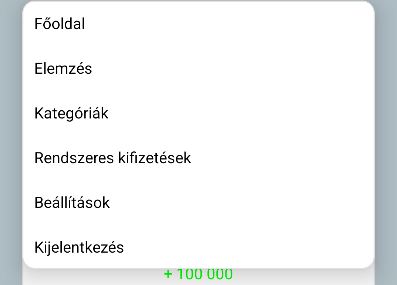 Főoldal
Elemzés
Kategóriák
Rendszeres kifizetések
Beállítások
Kijelentkezés
+ 100 000